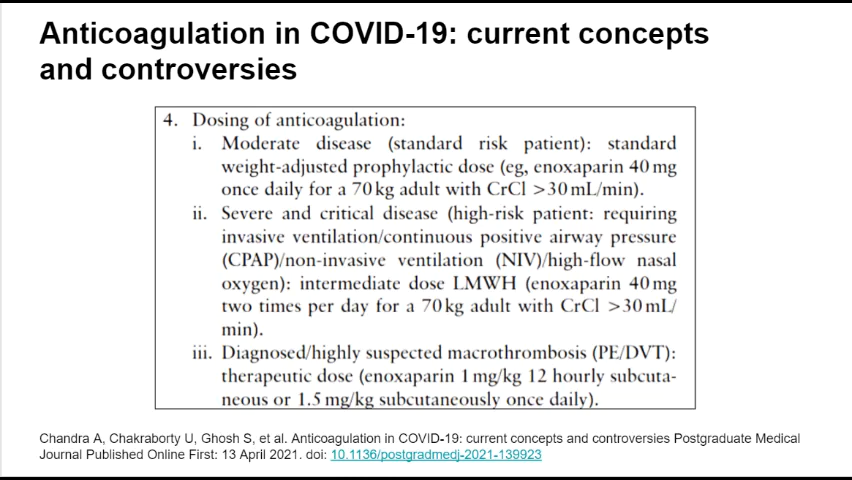 Anticoagulation in COVID-19: current concepts
and controversies
4. Dosing of anticoagulation:
i. Moderate disease (standard risk patient): standard
weight-adjusted prophylactic dose (eg, enoxaparin 40 mg
once daily for a 70 kg adult with CrCl >30 mL/min).
ii. Severe and critical disease (high-risk patient: requiring
invasive ventilation/continuous positive airway pressure
(CPAP)/non-invasive ventilation (NIV)/high-flow nasal
oxygen): intermediate dose LMWH (enoxaparin 40 mg
two times per day for a 70 kg adult with CrCl >30 mL/
min).
iii. Diagnosed/highly suspected macrothrombosis (PE/DVT):
therapeutic dose (enoxaparin 1 mg/kg 12 hourly subcuta-
neous or 1.5 mg/kg subcutaneously once daily).
Chandra A, Chakraborty U, Ghosh S, et al. Anticoagulation in COVID-19: current concepts and controversies Postgraduate Medical
Journal Published Online First: 13 April 2021. doi: 10.1136/postgradmedj-2021-139923